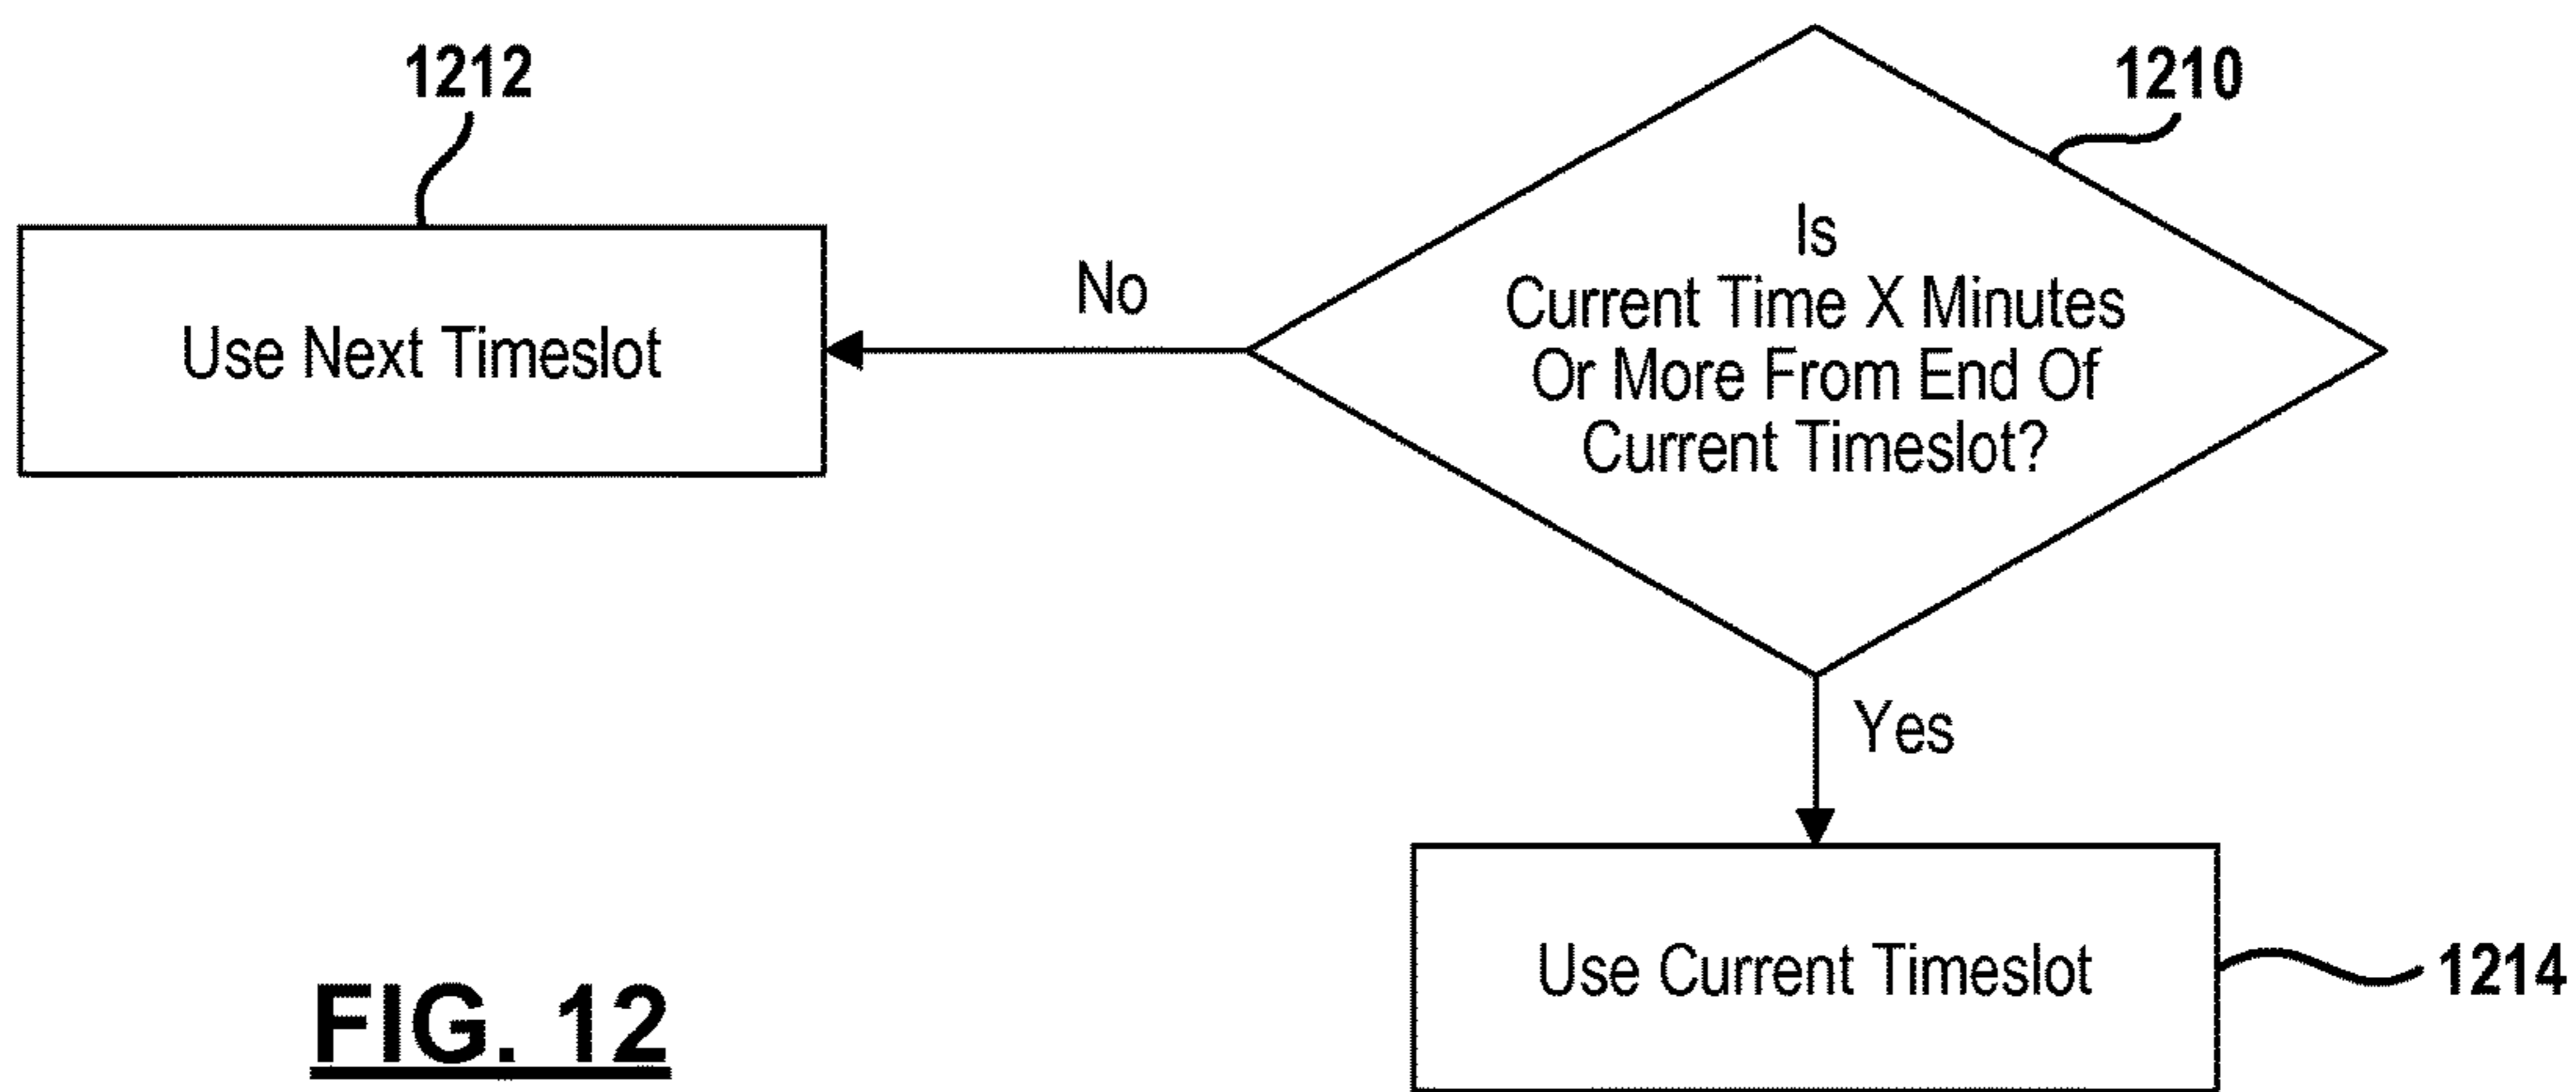 1212
1210
Is
Current Time X Minutes
Or More From End Of
Current Timeslot?
No
Use Next Timeslot
Yes
Use Current Timeslot
1214
FIG. 12